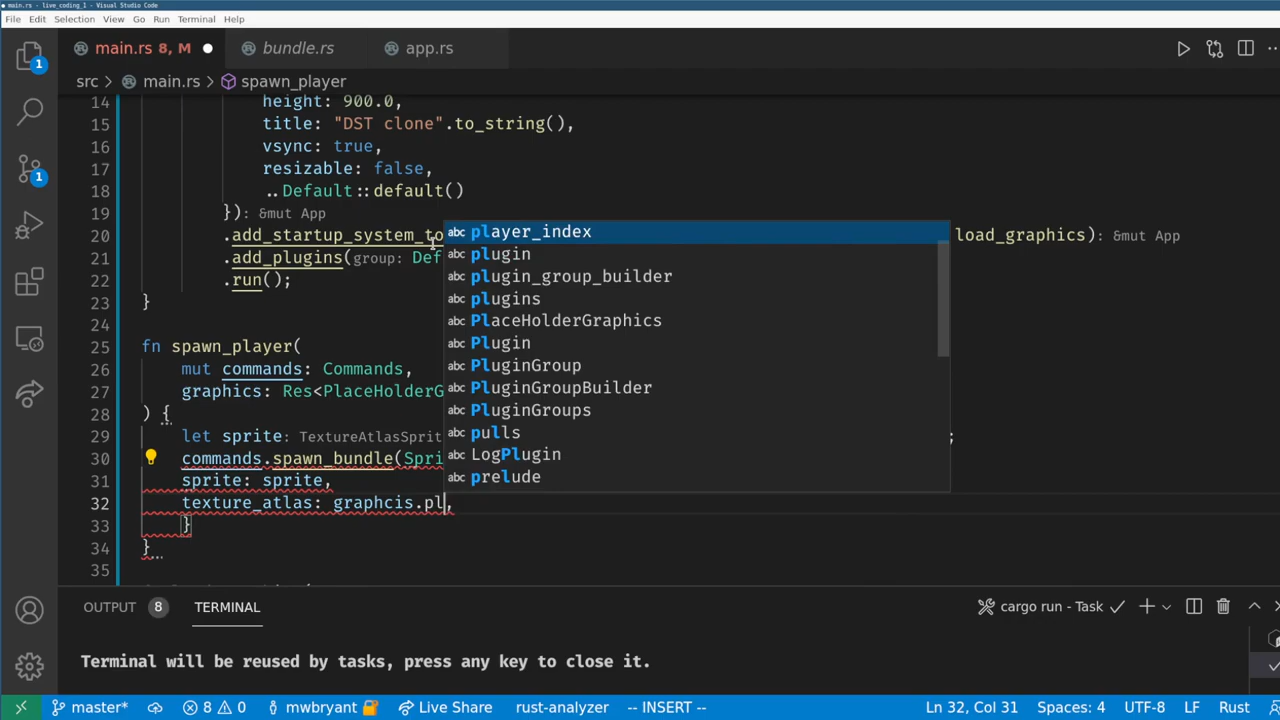 main.rs - live_coding_1 - Visual Studio Code
File Edit Selection View Go Run Terminal Help
main.rs 8, M bundle.rs app.rs
src > main.rs > spawn_player
14 height: 900.0,
15 title: "DST clone".to_string(),
16 vsync: true,
17 resizable: false,
18 ..Default::default()
19 }) : &mut App
20 .add_startup_system_to load_graphics) : &mut App
21 .add_plugins(group: Def
22 .run();
23 }
24
25 fn spawn_player(
26 mut commands: Commands,
27 graphics: Res<PlaceHolderG
28 ) {
29 let sprite: TextureAtlasSprit ;
30 commands.spawn_bundle(Spri
31 sprite: sprite,
32 texture_atlas: graphcis.pl,
33 }
34 }
35
abc player_index
abc plugin
abc plugin_group_builder
abc plugins
abc PlaceHolderGraphics
abc Plugin
abc PluginGroup
abc PluginGroupBuilder
abc PluginGroups
abc pulls
abc LogPlugin
abc prelude
1
1
OUTPUT 8 TERMINAL cargo run - Task
Terminal will be reused by tasks, press any key to close it.
master* 8 0 mwbryant Live Share rust-analyzer -- INSERT -- Ln 32, Col 31 Spaces: 4 UTF-8 LF Rust